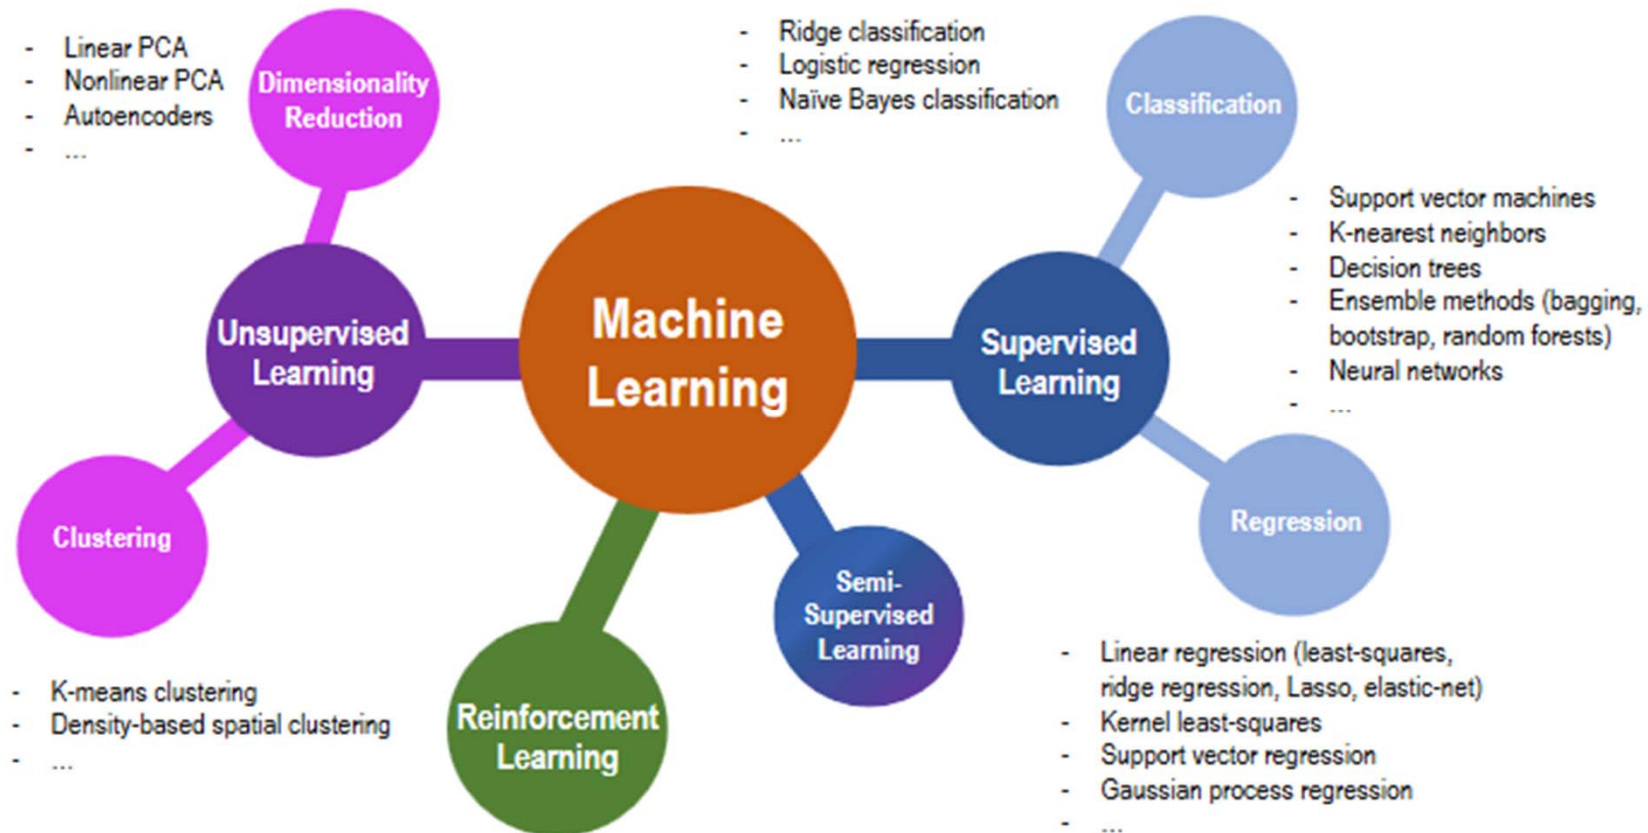 - Linear PCA
- Nonlinear PCA
- Autoencoders
- ...
Dimensionality
Reduction
- Ridge classification
- Logistic regression
- Naïve Bayes classification
- ...
Classification
- Support vector machines
- K-nearest neighbors
- Decision trees
- Ensemble methods (bagging,
bootstrap, random forests)
- Neural networks
- ...
Unsupervised
Learning
Machine
Learning
Supervised
Learning
Clustering
Regression
Semi-
Supervised
Learning
Reinforcement
Learning
- K-means clustering
- Density-based spatial clustering
- ...
- Linear regression (least-squares,
ridge regression, Lasso, elastic-net)
- Kernel least-squares
- Support vector regression
- Gaussian process regression
- ...